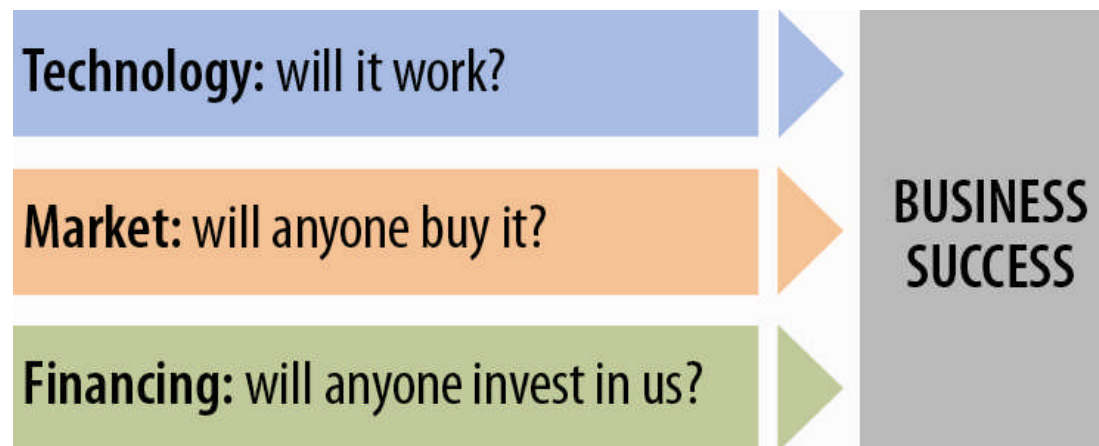 Technology: will it work?
Market: will anyone buy it?
Financing: will anyone invest in us?
BUSINESS
SUCCESS